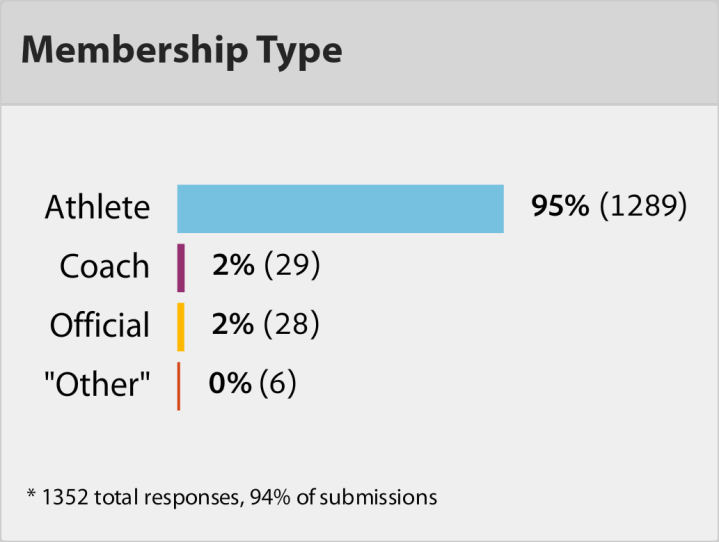 Membership Type
Athlete 95% (1289)
Coach 2% (29)
Official 2% (28)
"Other" 0% (6)
* 1352 total responses, 94% of submissions